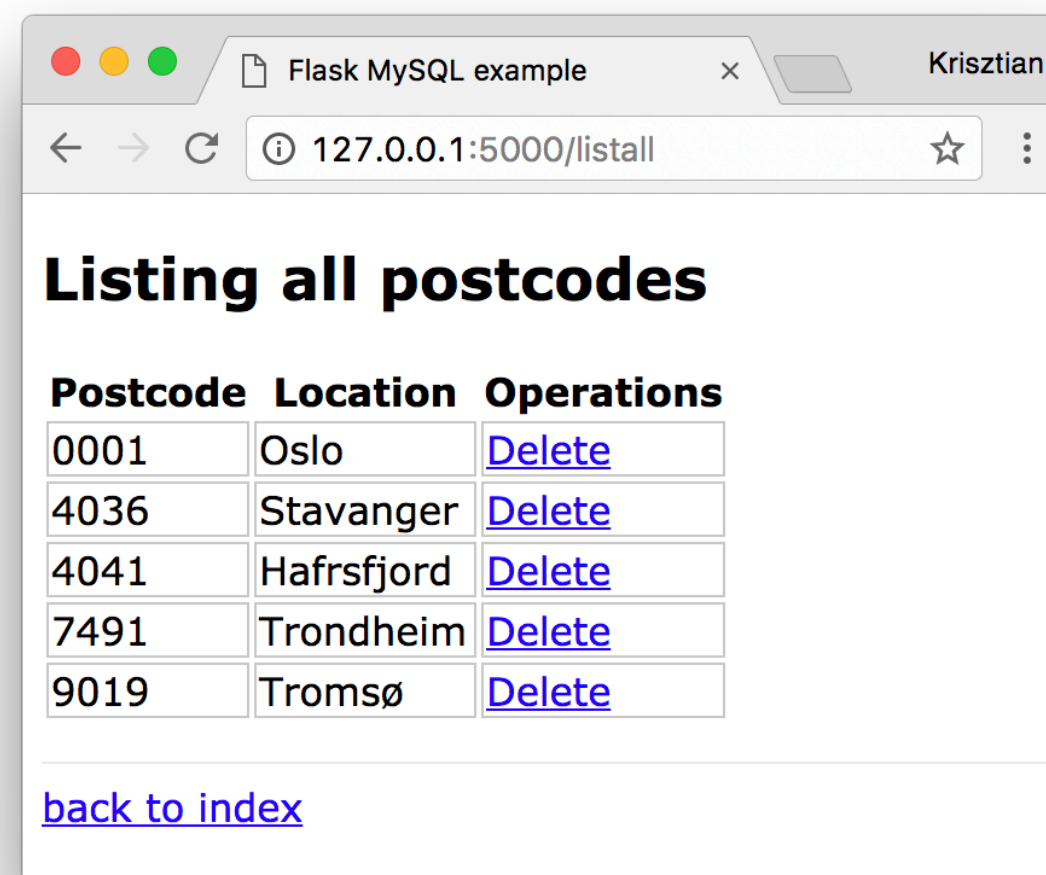 Flask MySQL example
Krisztian
127.0.0.1:5000/listall
Listing all postcodes
Postcode Location Operations
0001 Oslo Delete
4036 Stavanger Delete
4041 Hafrsfjord Delete
7491 Trondheim Delete
9019 Tromsø Delete
back to index